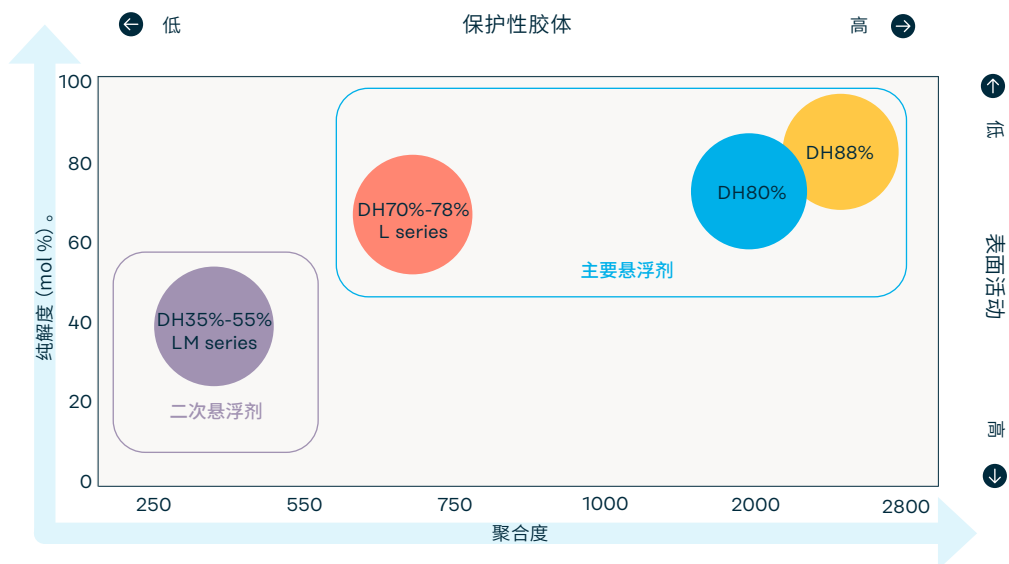 低
保护性胶体
高
100
80
60
40
20
0
纯解度 (mol %) 。
DH88%
DH80%
DH70%-78%
L series
主要悬浮剂
DH35%-55%
LM series
二次悬浮剂
低
表面活动
高
250
550
750
1000
2000
2800
聚合度